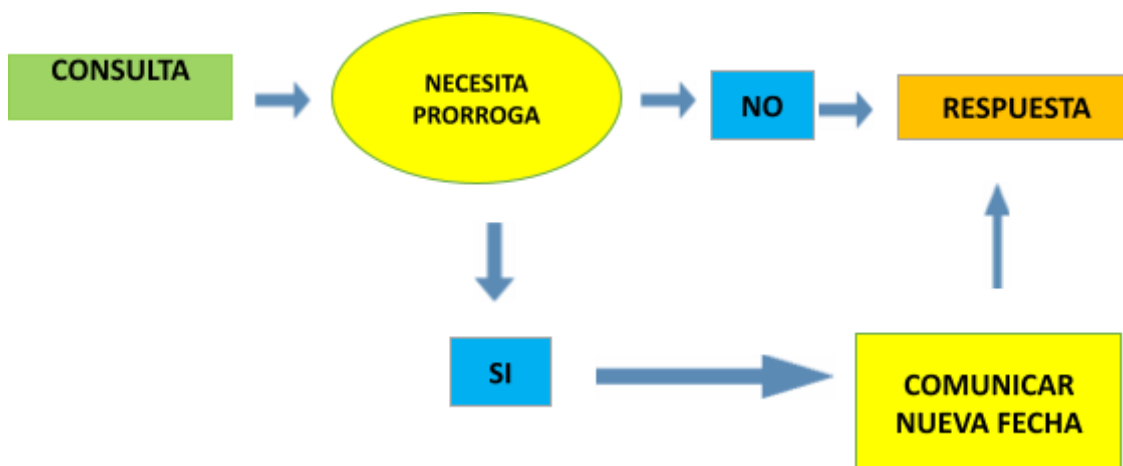 CONSULTA
NECESITA
PRORROGA
NO
RESPUESTA
SI
COMUNICAR
NUEVA FECHA